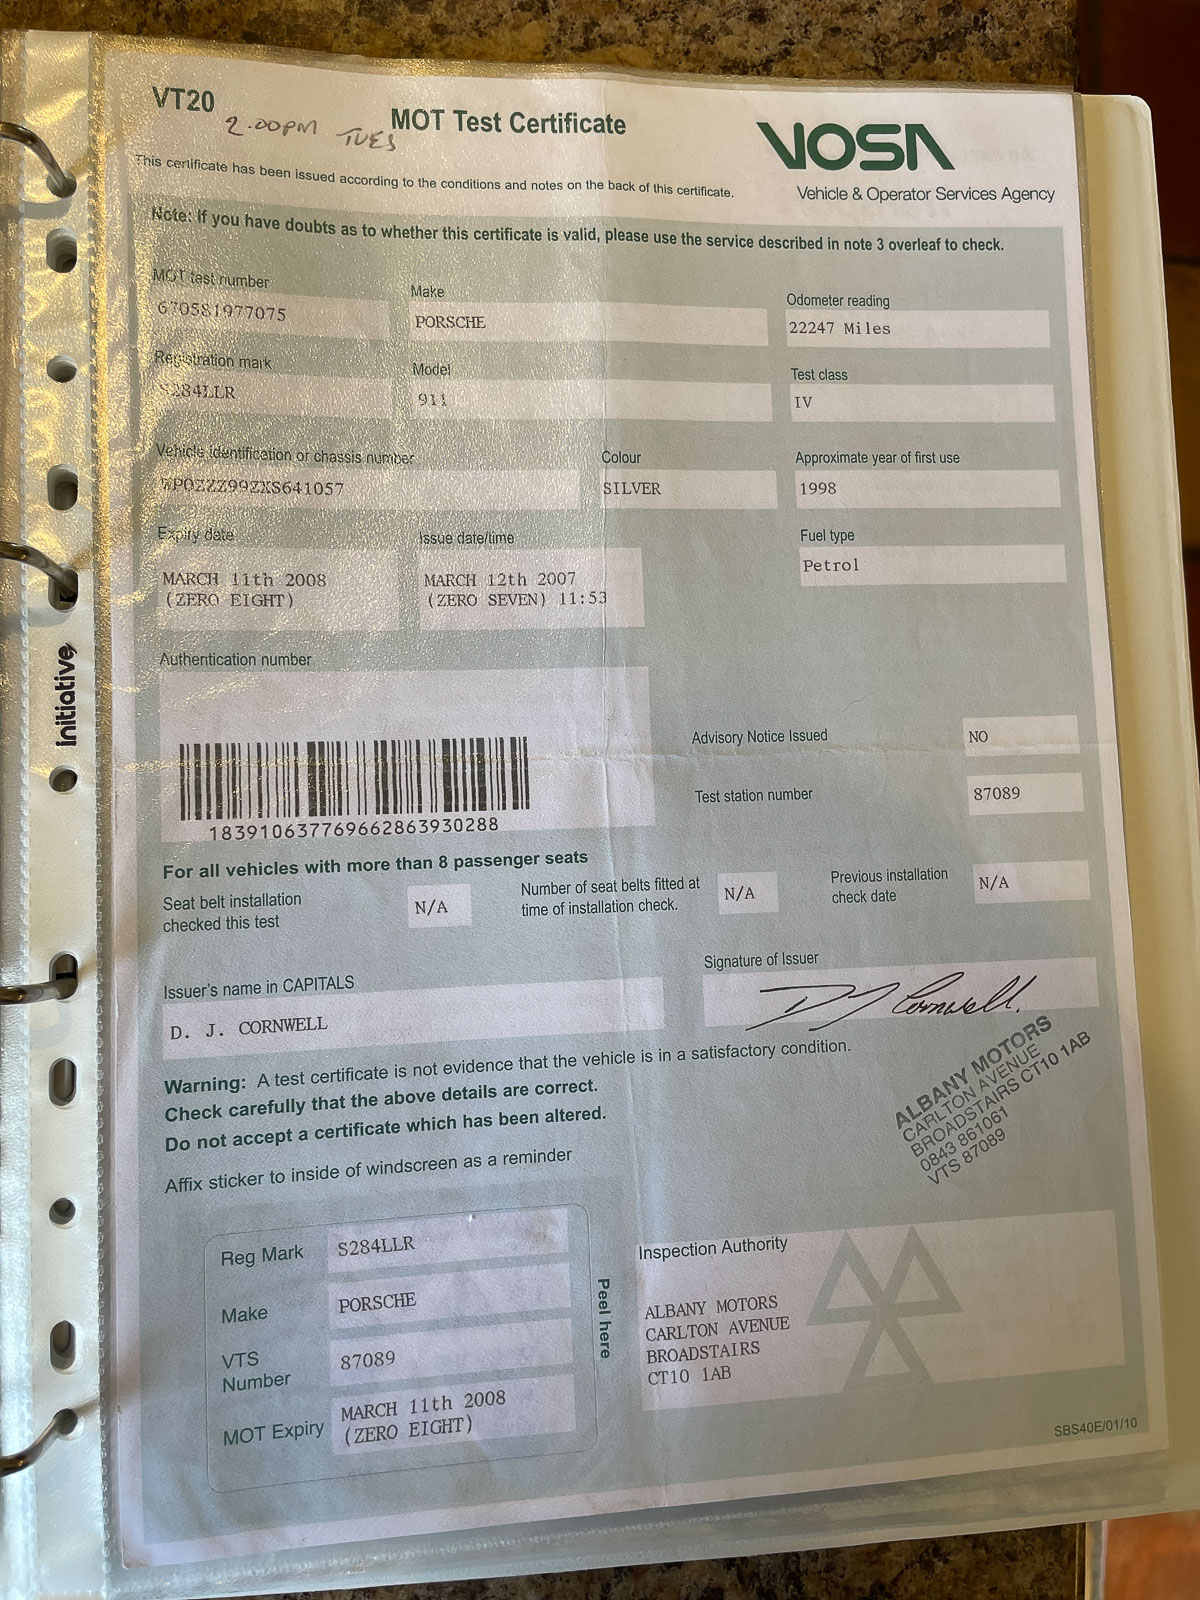 VT20
2.00PM TUES
MOT Test Certificate
VOSA
Vehicle & Operator Services Agency
This certificate has been issued according to the conditions and notes on the back of this certificate.
Note: If you have doubts as to whether this certificate is valid, please use the service described in note 3 overleaf to check.
MOT test number
670581977075
Make
PORSCHE
Odometer reading
22247 Miles
Registration mark
S284LLR
Model
911
Test class
IV
Vehicle identification or chassis number
WP0ZZZ99ZXS641057
Colour
SILVER
Approximate year of first use
1998
Expiry date
MARCH 11th 2008
(ZERO EIGHT)
Issue date/time
MARCH 12th 2007
(ZERO SEVEN) 11:53
Fuel type
Petrol
Authentication number
183910637769662863930288
Advisory Notice Issued
NO
Test station number
87089
For all vehicles with more than 8 passenger seats
Seat belt installation
checked this test
N/A
Number of seat belts fitted at
time of installation check.
N/A
Previous installation
check date
N/A
Issuer's name in CAPITALS
D. J. CORNWELL
Signature of Issuer
D J Cornwell.
Warning: A test certificate is not evidence that the vehicle is in a satisfactory condition.
Check carefully that the above details are correct.
Do not accept a certificate which has been altered.
Affix sticker to inside of windscreen as a reminder
ALBANY MOTORS
CARLTON AVENUE
BROADSTAIRS CT10 1AB
0843 861061
VTS 87089
Reg Mark
S284LLR
Make
PORSCHE
VTS
Number
87089
MOT Expiry
MARCH 11th 2008
(ZERO EIGHT)
Peel here
Inspection Authority
ALBANY MOTORS
CARLTON AVENUE
BROADSTAIRS
CT10 1AB
SBS40E/01/10
initiative